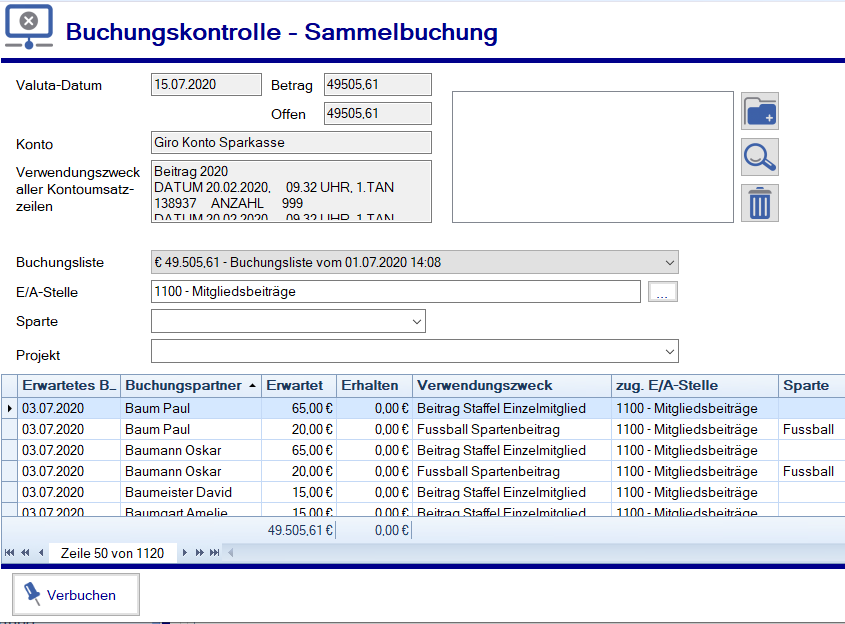 Buchungskontrolle - Sammelbuchung
Valuta-Datum 15.07.2020 Betrag 49505,61
Offen 49505,61
Konto Giro Konto Sparkasse
Verwendungszweck
aller Kontoumsatz-
zeilen
Beitrag 2020
DATUM 20.02.2020, 09.32 UHR, 1.TAN
138937 ANZAHL 999
DATUM 20.02.2020, 09.32 UHR, 1.TAN
Buchungsliste € 49.505,61 - Buchungsliste vom 01.07.2020 14:08
E/A-Stelle 1100 - Mitgliedsbeiträge ...
Sparte
Projekt
Erwartetes B... Buchungspartner Erwartet Erhalten Verwendungszweck zug. E/A-Stelle Sparte
03.07.2020 Baum Paul 65,00 € 0,00 € Beitrag Staffel Einzelmitglied 1100 - Mitgliedsbeiträge
03.07.2020 Baum Paul 20,00 € 0,00 € Fussball Spartenbeitrag 1100 - Mitgliedsbeiträge Fussball
03.07.2020 Baumann Oskar 65,00 € 0,00 € Beitrag Staffel Einzelmitglied 1100 - Mitgliedsbeiträge
03.07.2020 Baumann Oskar 20,00 € 0,00 € Fussball Spartenbeitrag 1100 - Mitgliedsbeiträge Fussball
03.07.2020 Baumeister David 15,00 € 0,00 € Beitrag Staffel Einzelmitglied 1100 - Mitgliedsbeiträge
03.07.2020 Baumgart Amelie 15,00 € 0,00 € Beitrag Staffel Einzelmitglied 1100 - Mitgliedsbeiträge
49.505,61 € 0,00 €
Zeile 50 von 1120
Verbuchen